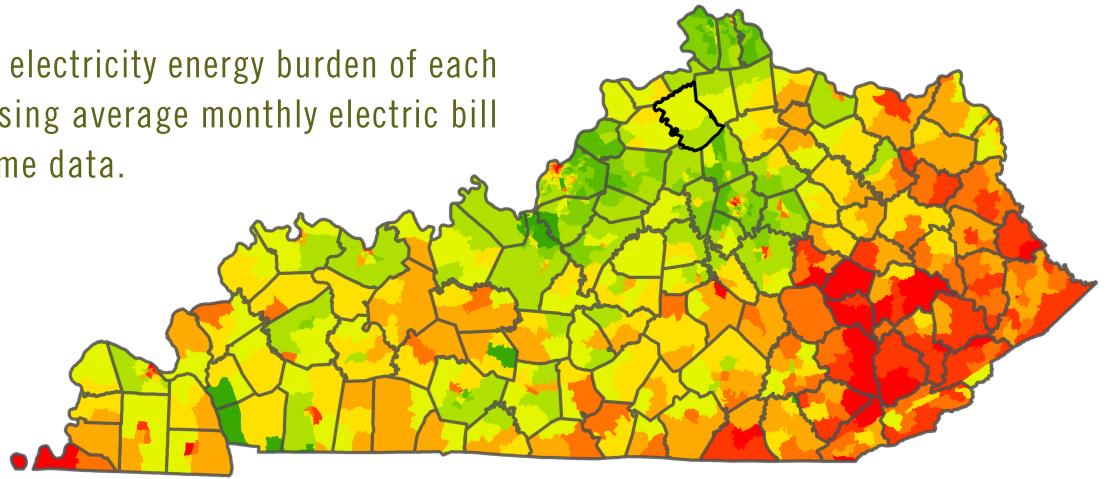 electricity energy burden of each
sing average monthly electric bill
me data.